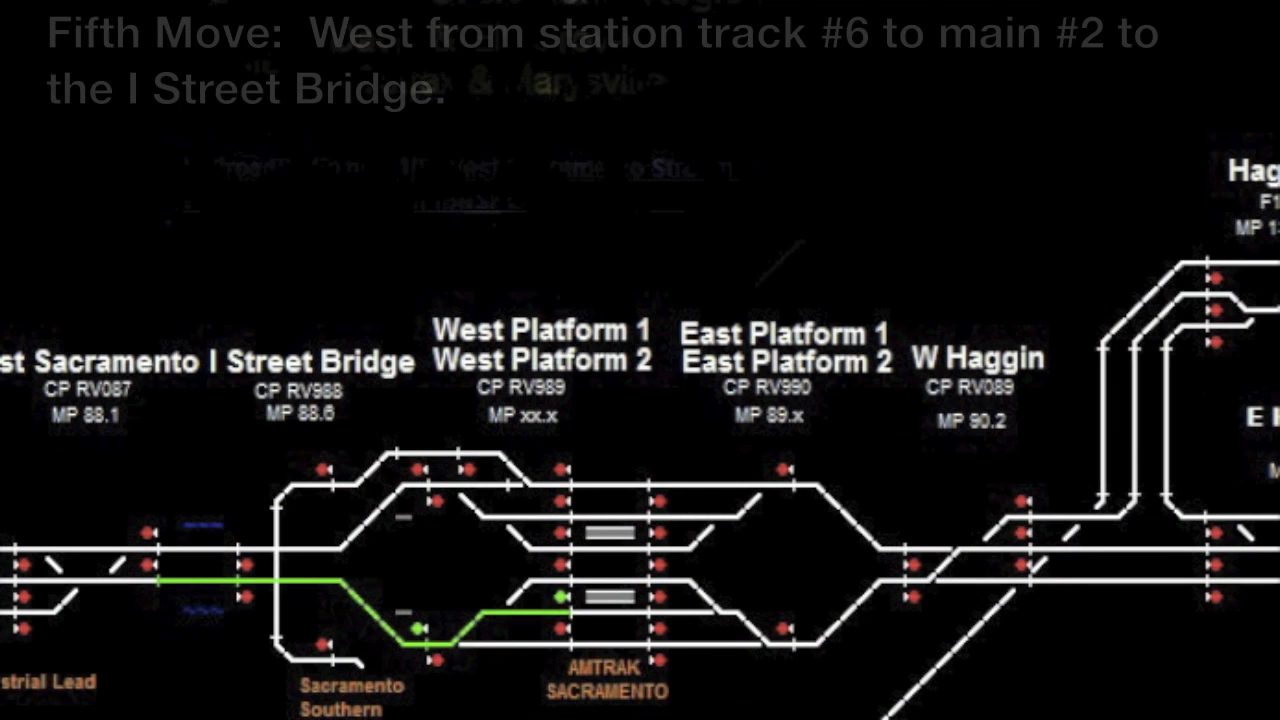 Fifth Move: West from station track #6 to main #2 to
the I Street Bridge.
Hag
F1
MP 1
West Platform 1
West Platform 2
CP RV989
MP xx.x
East Platform 1
East Platform 2
CP RV990
MP 89.x
W Haggin
CP RV089
MP 90.2
st Sacramento
CP RV087
MP 88.1
I Street Bridge
CP RV988
MP 88.6
E
strial Lead
Sacramento
Southern
AMTRAK
SACRAMENTO